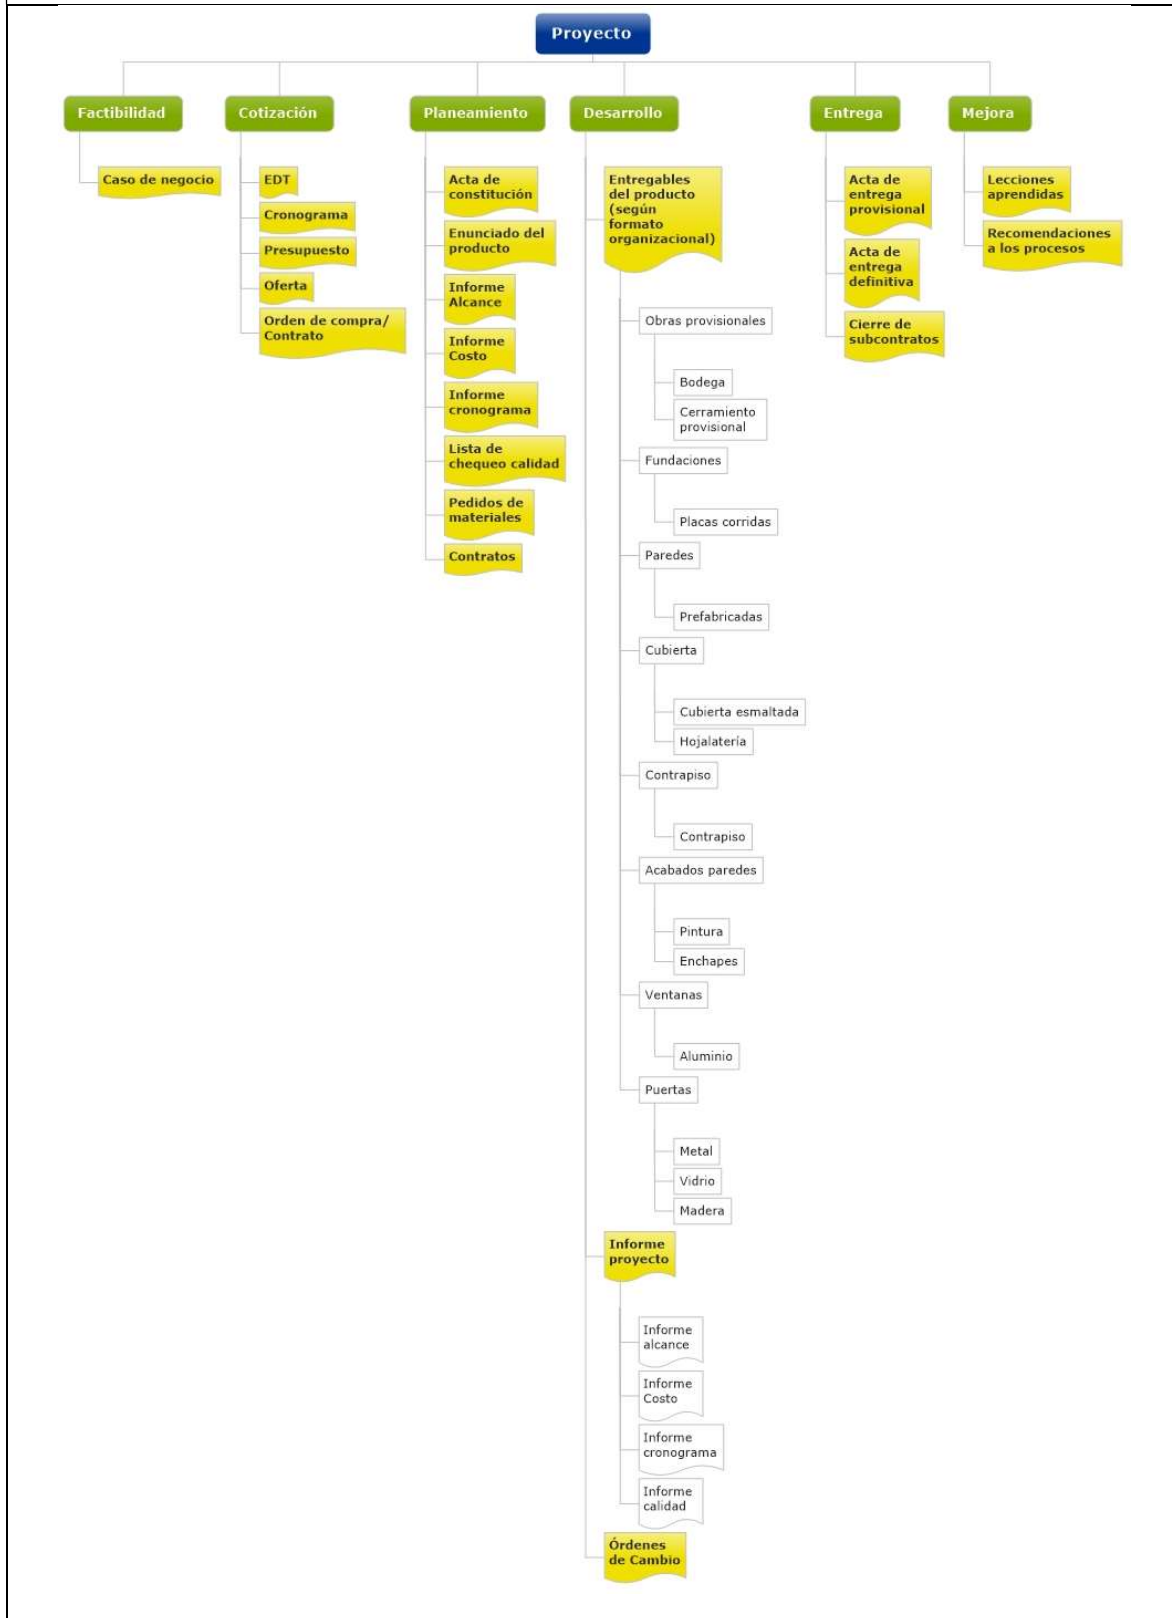 Proyecto
Factibilidad
Caso de negocio
Cotización
EDT
Cronograma
Presupuesto
Oferta
Orden de compra/
Contrato
Planeamiento
Acta de
constitución
Enunciado del
producto
Informe
Alcance
Informe
Costo
Informe
cronograma
Lista de
chequeo calidad
Pedidos de
materiales
Contratos
Desarrollo
Entregables
del producto
(según
formato
organizacional)
Obras provisionales
Bodega
Cerramiento
provisional
Fundaciones
Placas corridas
Paredes
Prefabricadas
Cubierta
Cubierta esmaltada
Hojalatería
Contrapiso
Contrapiso
Acabados paredes
Pintura
Enchapes
Ventanas
Aluminio
Puertas
Metal
Vidrio
Madera
Informe
proyecto
Informe
alcance
Informe
Costo
Informe
cronograma
Informe
calidad
Órdenes
de Cambio
Entrega
Acta de
entrega
provisional
Acta de
entrega
definitiva
Cierre de
subcontratos
Mejora
Lecciones
aprendidas
Recomendaciones
a los procesos